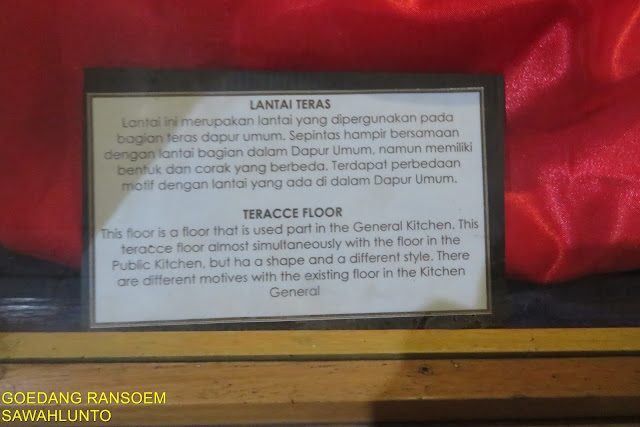 LANTAI TERAS
Lantai ini merupakan lantai yang dipergunakan pada
bagian teras dapur umum. Sepintas hampir bersamaan
dengan lantai bagian dalam Dapur Umum, namun memiliki
bentuk dan corak yang berbeda. Terdapat perbedaan
motif dengan lantai yang ada di dalam Dapur Umum.
TERACCE FLOOR
This floor is a floor that is used part in the General Kitchen. This
teracce floor almost simultaneously with the floor in the
Public Kitchen, but ha a shape and a different style. There
are different motives with the existing floor in the Kitchen
General
GOEDANG RANSOEM
SAWAHLUNTO